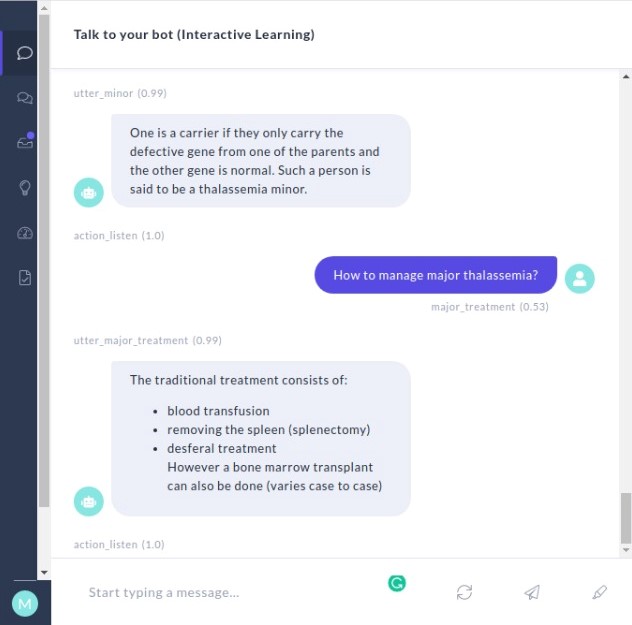 Talk to your bot (Interactive Learning)
utter_minor (0.99)
One is a carrier if they only carry the
defective gene from one of the parents and
the other gene is normal. Such a person is
said to be a thalassemia minor.
action_listen (1.0)
How to manage major thalassemia?
major_treatment (0.53)
utter_major_treatment (0.99)
The traditional treatment consists of:
• blood transfusion
• removing the spleen (splenectomy)
• desferal treatment
However a bone marrow transplant
can also be done (varies case to case)
action_listen (1.0)
Start typing a message...
M